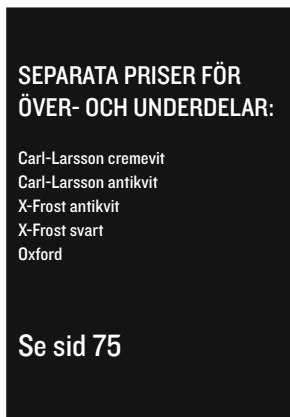 SEPARATA PRISER FÖR
ÖVER- OCH UNDERDELAR:
Carl-Larsson cremevit
Carl-Larsson antikvit
X-Frost antikvit
X-Frost svart
Oxford
Se sid 75